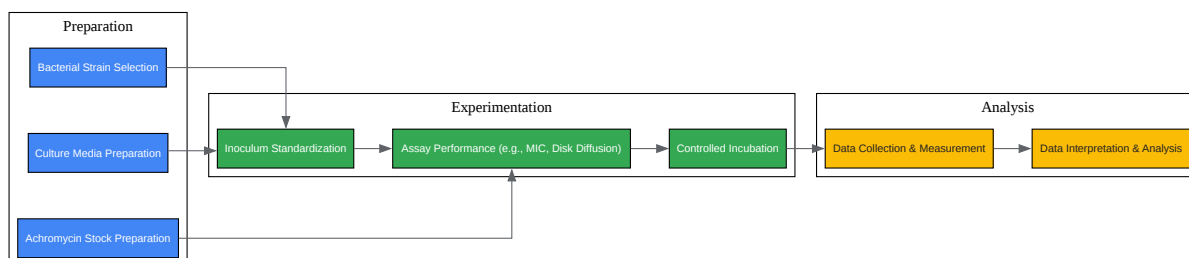 Preparation
Bacterial Strain Selection
Culture Media Preparation
Achromycin Stock Preparation
Experimentation
Inoculum Standardization
Assay Performance (e.g., MIC, Disk Diffusion)
Controlled Incubation
Analysis
Data Collection & Measurement
Data Interpretation & Analysis